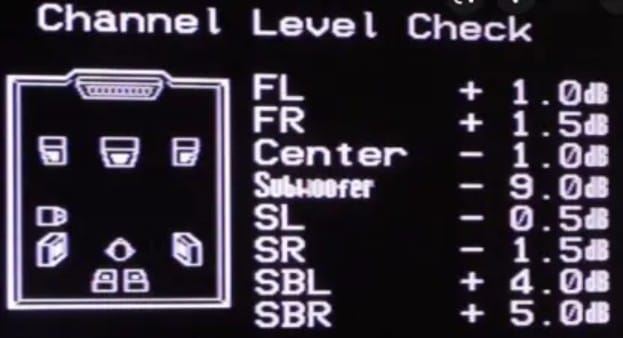 Channel Level Check
FL + 1.0dB
FR + 1.5dB
Center - 1.0dB
Subwoofer - 9.0dB
SL - 0.5dB
SR - 1.5dB
SBL + 4.0dB
SBR + 5.0dB